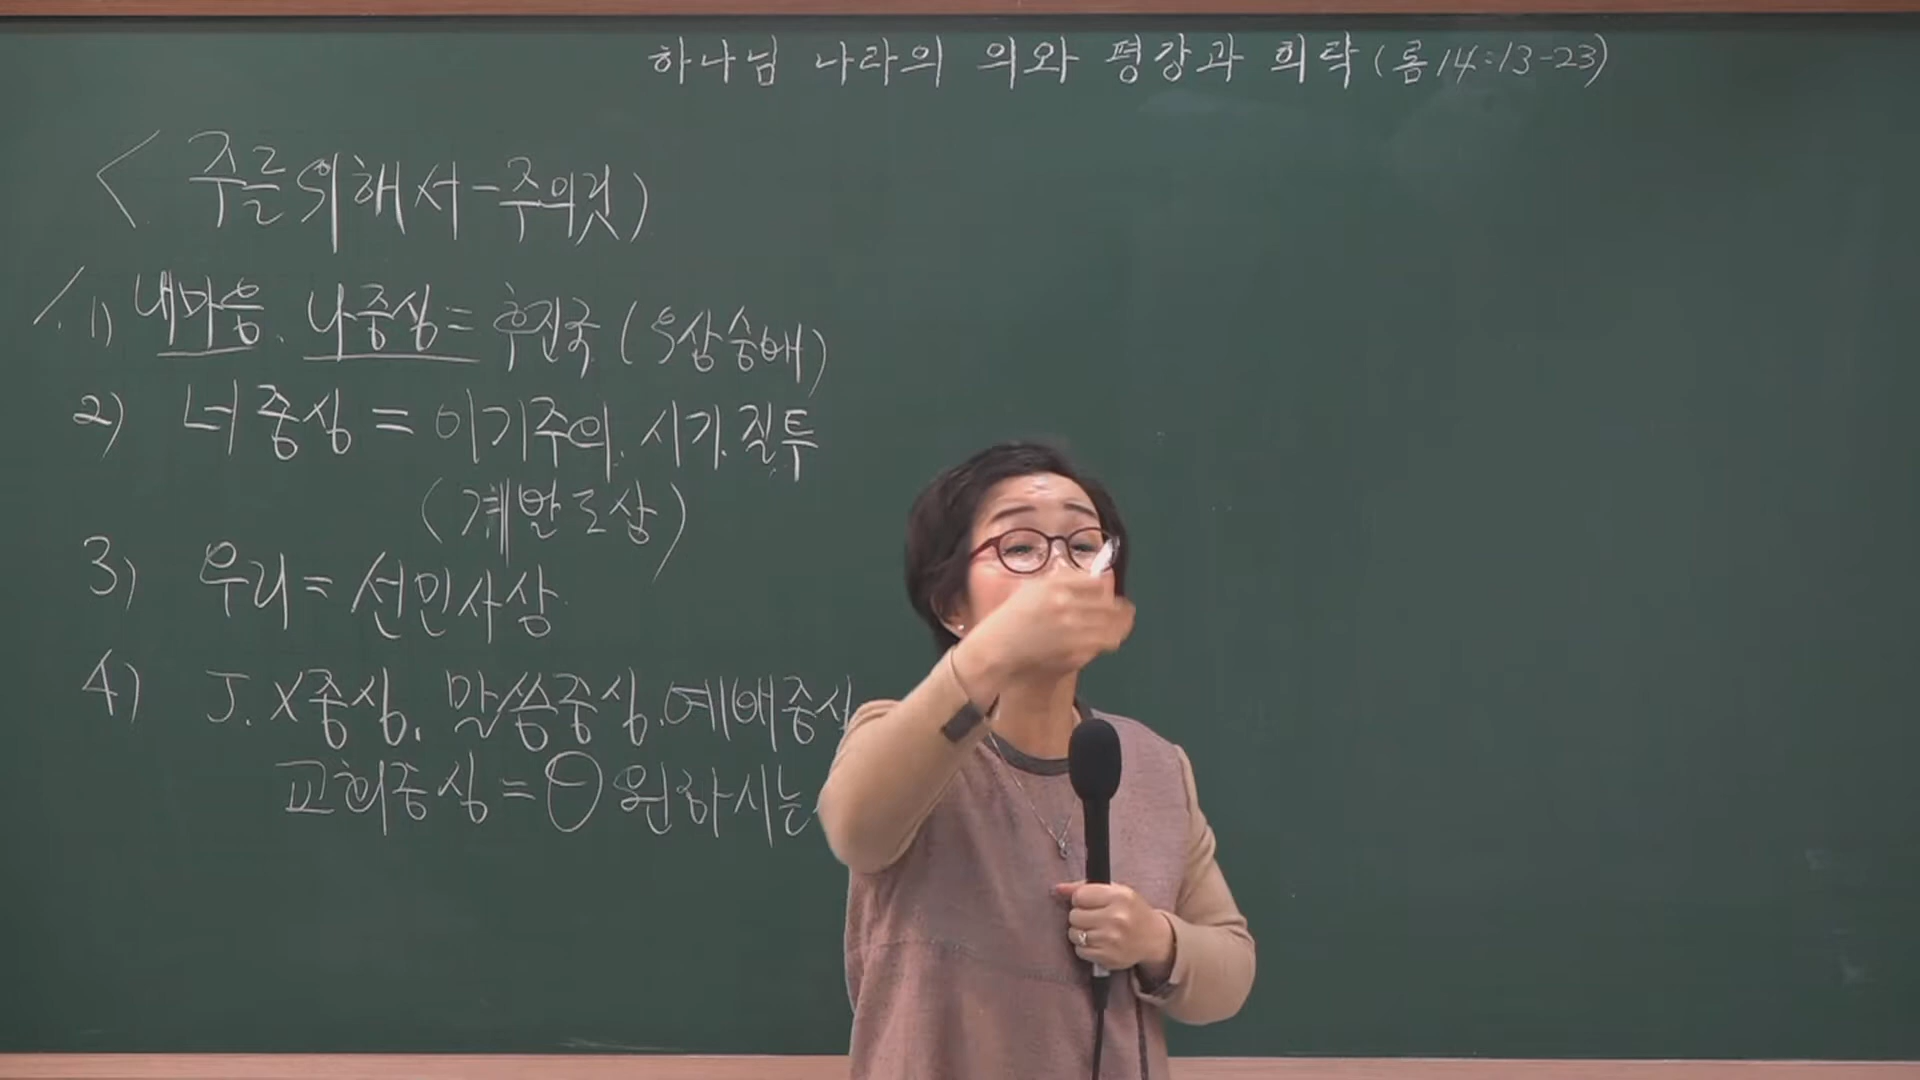 하나님 나라의 의와 평강과 희락 (롬 14:13-23)
< 주를위해서-주의것)
1) 내마음. 나중심 = 후진국 (우상숭배)
2) 너중심 = 이기주의. 시기.질투
(계발도상)
3) 우리 = 선민사상
4) J.X중심. 말씀중심.예배중심
교회중심 = 원하시는